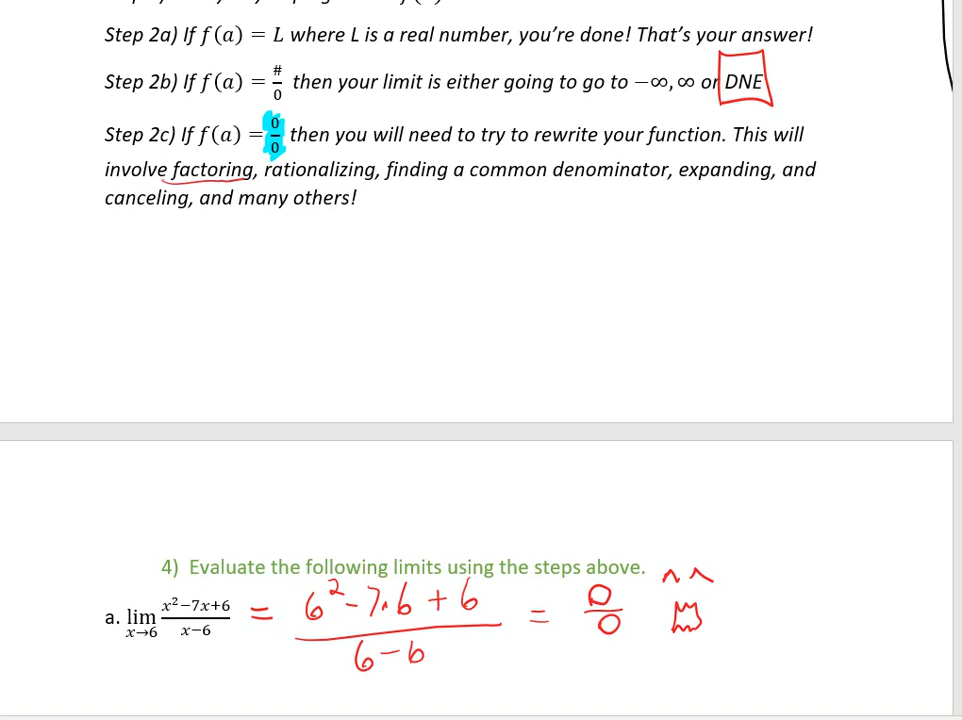 Step 2a) If f(a) = L where L is a real number, you're done! That's your answer!
Step 2b) If f(a) = #/0 then your limit is either going to go to −∞, ∞ or DNE
Step 2c) If f(a) = 0/0 then you will need to try to rewrite your function. This will
involve factoring, rationalizing, finding a common denominator, expanding, and
canceling, and many others!
4) Evaluate the following limits using the steps above.
a. lim x→6 (x²−7x+6)/(x−6) = (6²−7·6+6)/(6−6) = 0/0